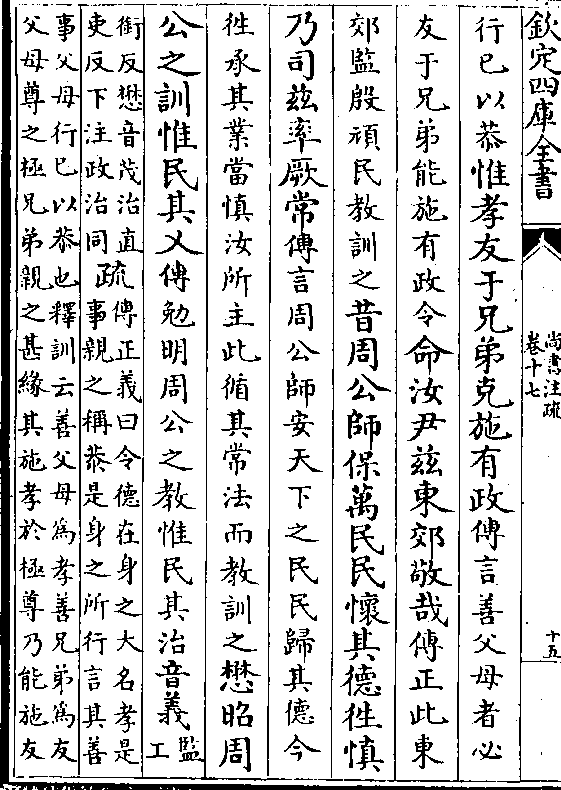 欽定四庫全書
尚書注疏
卷十七
十五
行己以恭惟孝友于兄弟克施有政傳言善父母者必
友于兄弟能施有政令命汝尹兹東郊敬哉傳正此東
郊監殷頑民教訓之昔周公師保萬民民懷其德往慎
乃司兹率厥常傳言周公師安天下之民民歸其德今
往承其業當慎汝所主此循其常法而教訓之懋昭周
公之訓惟民其乂傳勉明周公之教惟民其治音義監工
銜反懋音茂治直
吏反下注政治同疏傳正義曰令德在身之大名孝是
事親之稱恭是身之所行言其善
事父母行己以恭也釋訓云善父母為孝善兄弟為友
父母尊之極兄弟親之甚緣其施孝於極尊乃能施友